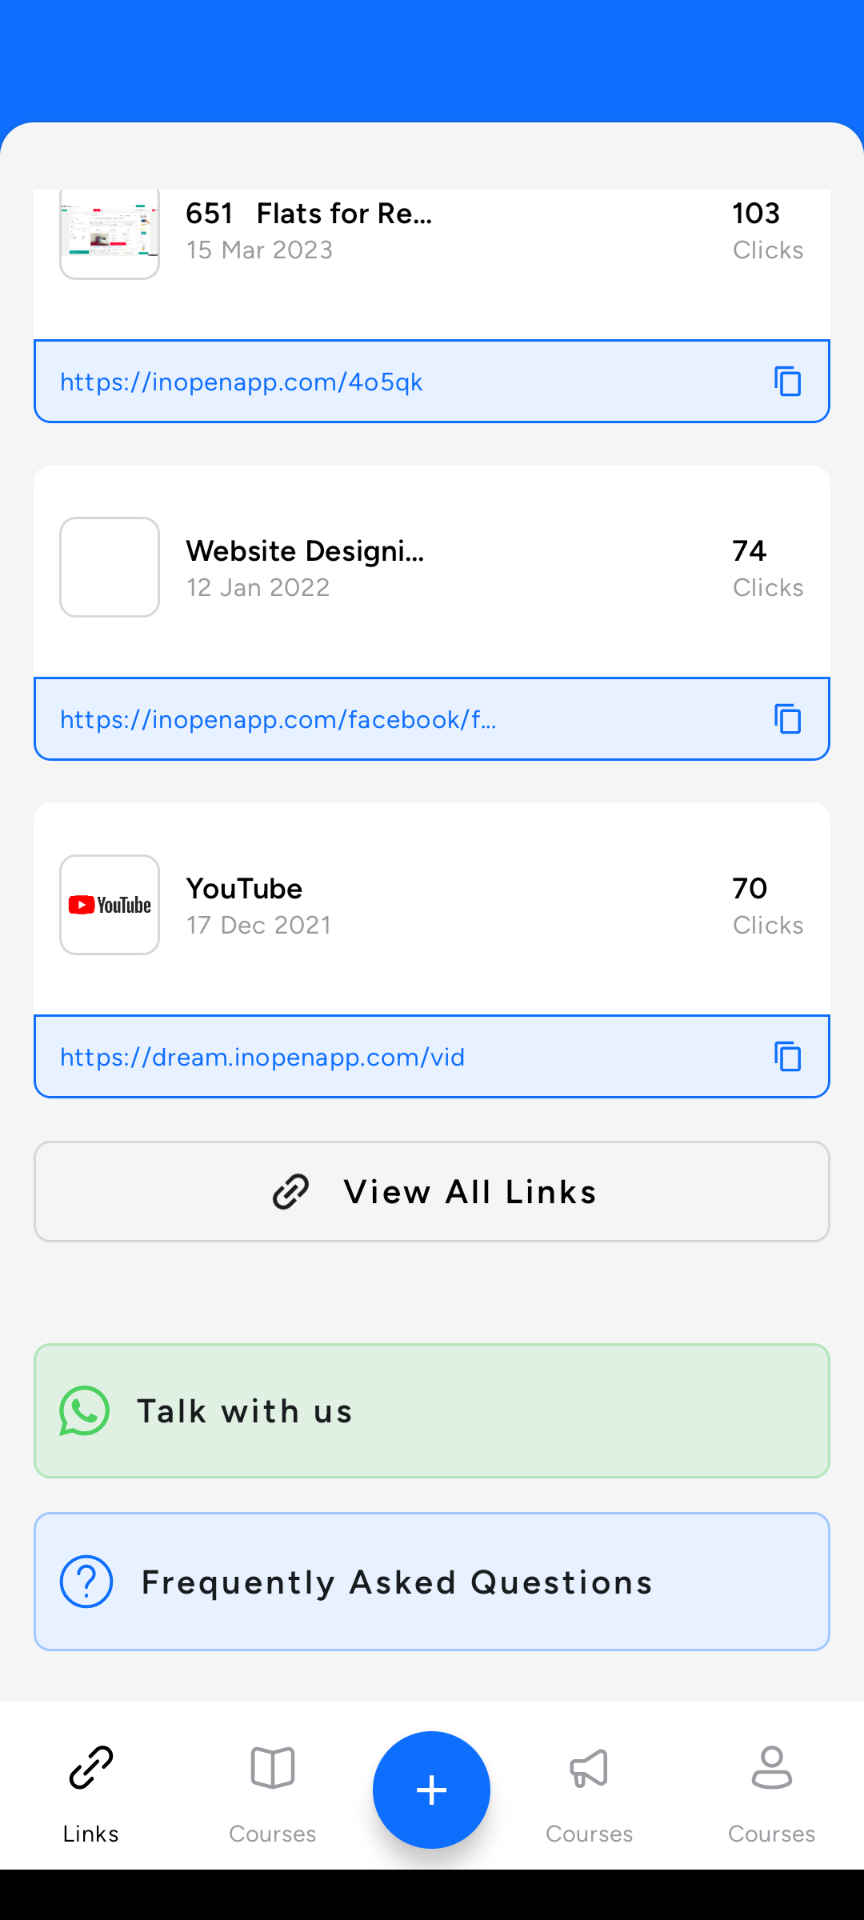 651 Flats for Re...
103
15 Mar 2023
Clicks
https://inopenapp.com/4o5qk
Website Designi...
74
12 Jan 2022
Clicks
https://inopenapp.com/facebook/f...
YouTube
YouTube
70
17 Dec 2021
Clicks
https://dream.inopenapp.com/vid
View All Links
Talk with us
Frequently Asked Questions
Links
Courses
Courses
Courses